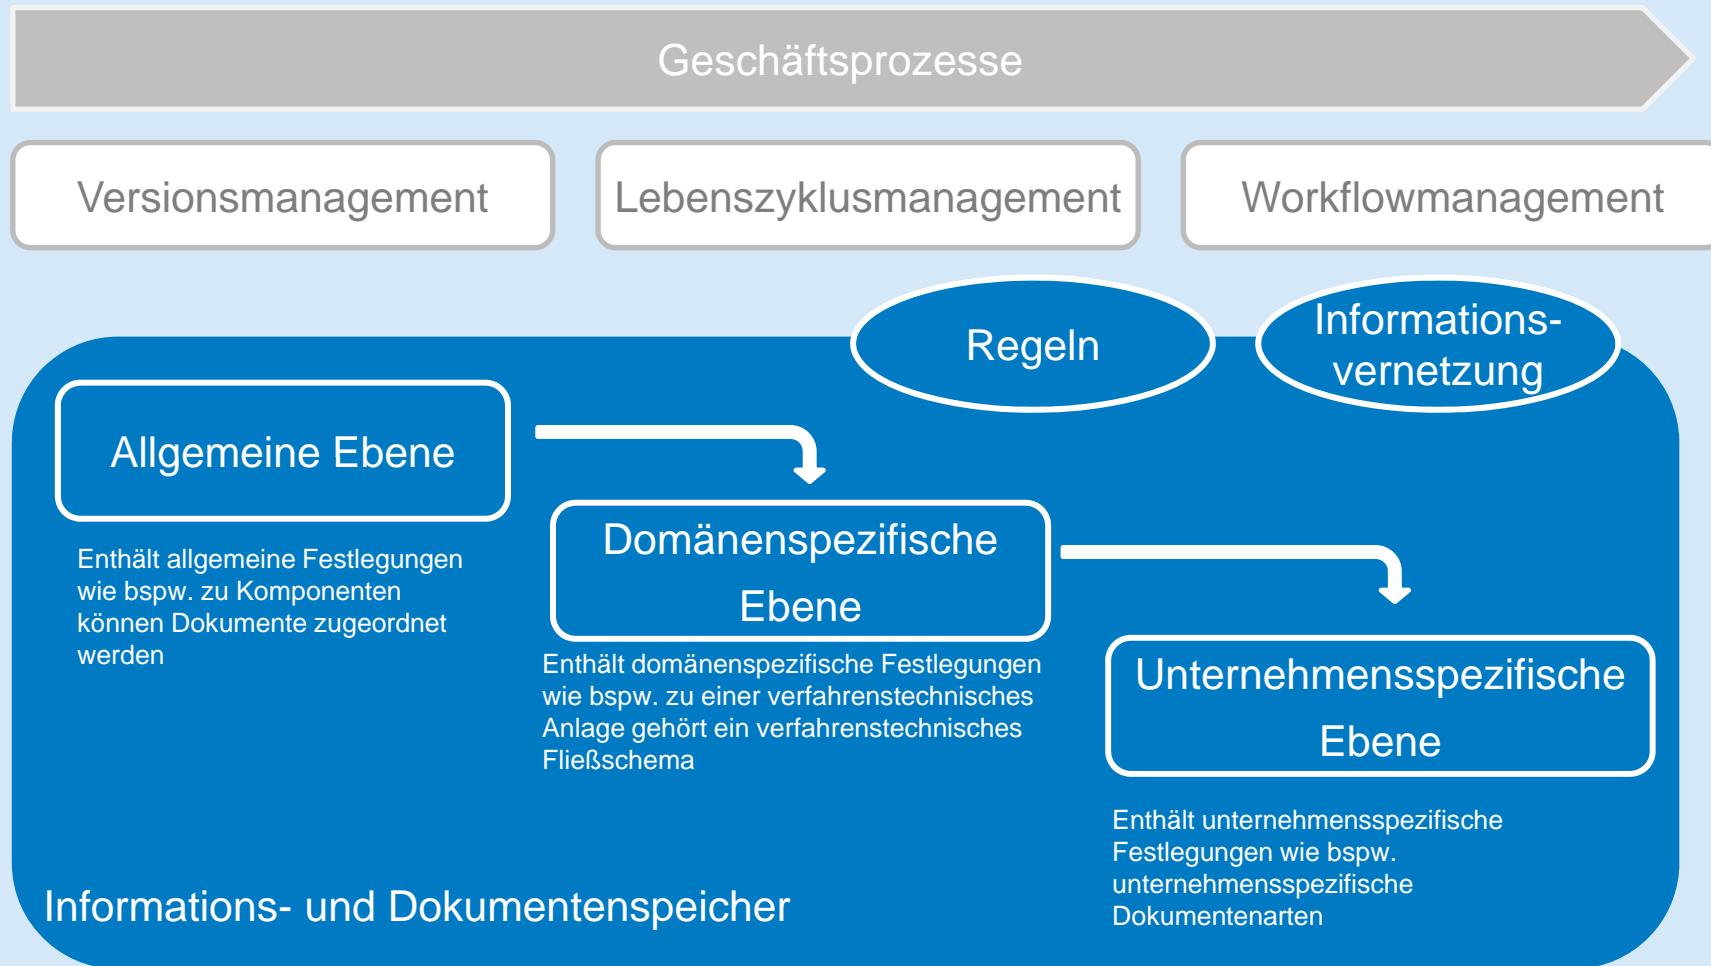 Geschäftsprozesse
Versionsmanagement
Lebenszyklusmanagement
Workflowmanagement
Regeln
Informations-
vernetzung
Allgemeine Ebene
Enthält allgemeine Festlegungen
wie bspw. zu Komponenten
können Dokumente zugeordnet
werden
Domänenspezifische
Ebene
Enthält domänenspezifische Festlegungen
wie bspw. zu einer verfahrenstechnisches
Anlage gehört ein verfahrenstechnisches
Fließschema
Unternehmensspezifische
Ebene
Enthält unternehmensspezifische
Festlegungen wie bspw.
unternehmensspezifische
Dokumentenarten
Informations- und Dokumentenspeicher